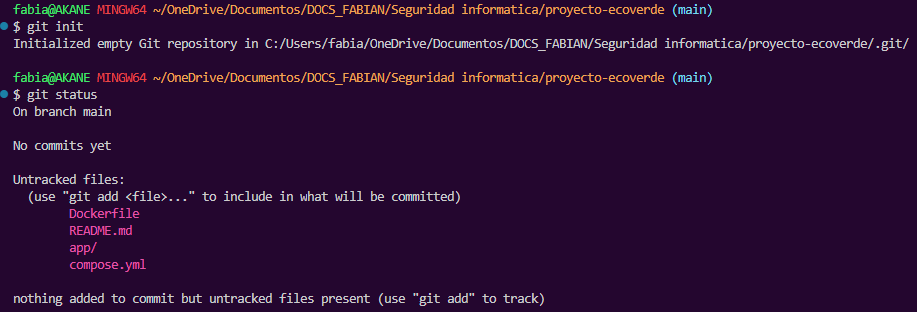 fabia@AKANE MINGW64 ~/OneDrive/Documentos/DOCS_FABIAN/Seguridad informatica/proyecto-ecoverde (main)
$ git init
Initialized empty Git repository in C:/Users/fabia/OneDrive/Documentos/DOCS_FABIAN/Seguridad informatica/proyecto-ecoverde/.git/
fabia@AKANE MINGW64 ~/OneDrive/Documentos/DOCS_FABIAN/Seguridad informatica/proyecto-ecoverde (main)
$ git status
On branch main
No commits yet
Untracked files:
(use "git add <file>..." to include in what will be committed)
Dockerfile
README.md
app/
compose.yml
nothing added to commit but untracked files present (use "git add" to track)